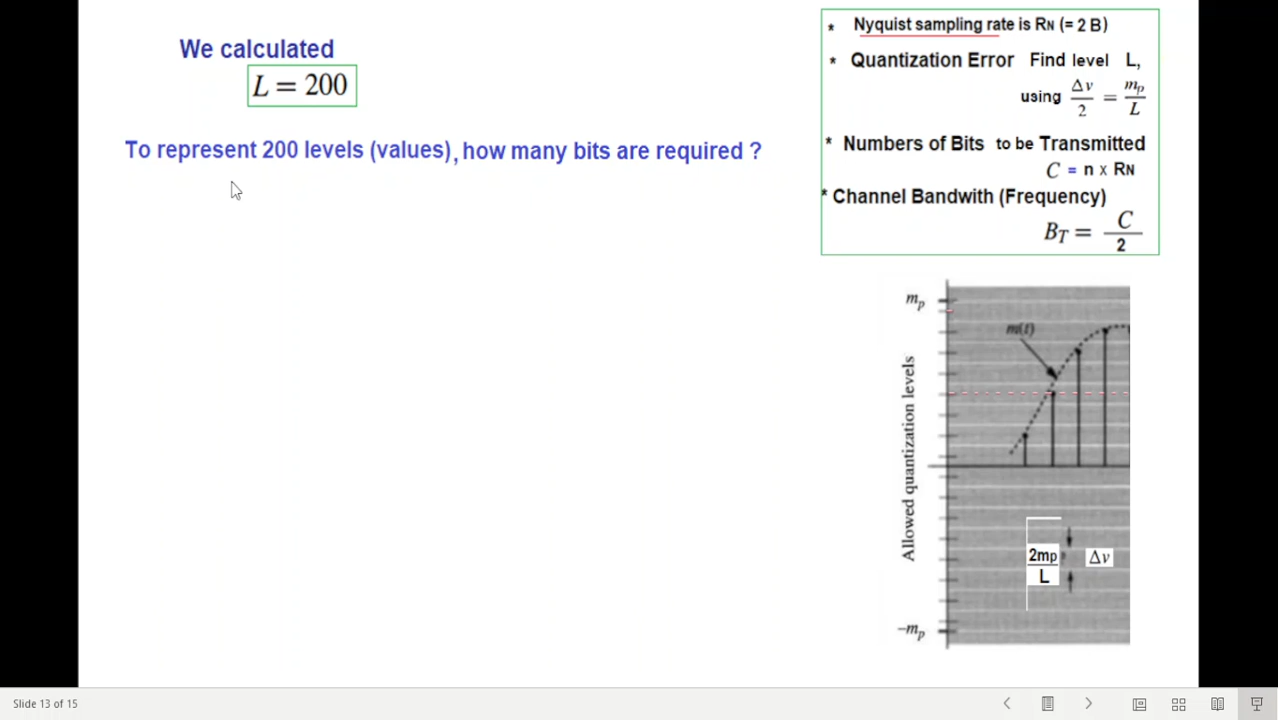 We calculated
L = 200
To represent 200 levels (values), how many bits are required ?
* Nyquist sampling rate is RN (= 2 B)
* Quantization Error Find level L,
using Δv/2 = mp/L
* Numbers of Bits to be Transmitted
C = n x RN
* Channel Bandwith (Frequency)
BT = C/2
mp
m(t)
Allowed quantization levels
2mp/L Δv
−mp
Slide 13 of 15